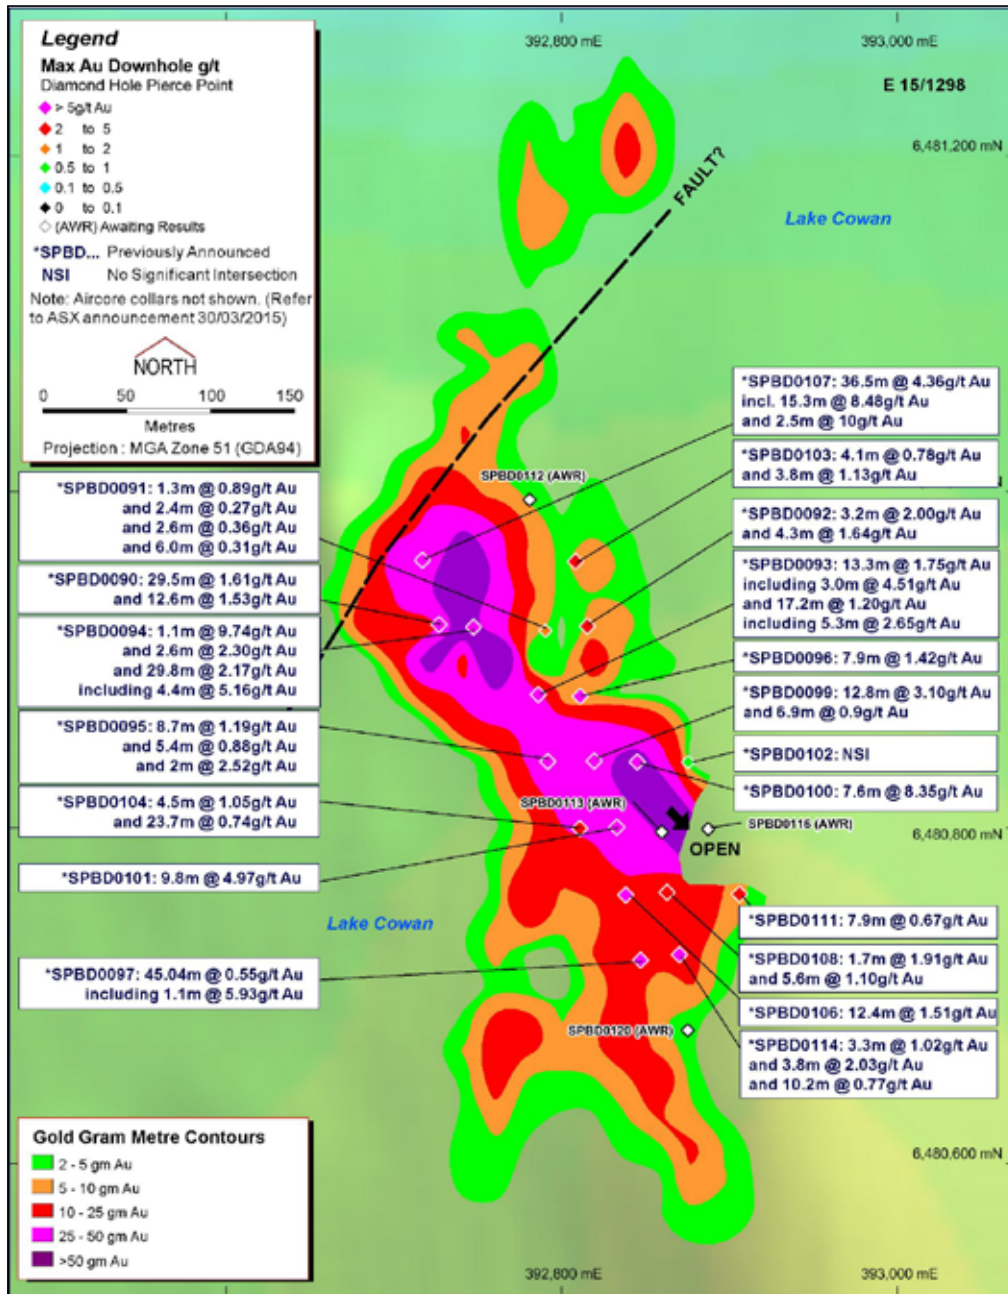 392,800 mE
393,000 mE
Legend
Max Au Downhole g/t
Diamond Hole Pierce Point
> 5g/t Au
2 to 5
1 to 2
0.5 to 1
0.1 to 0.5
0 to 0.1
(AWR) Awaiting Results
*SPBD... Previously Announced
NSI No Significant Intersection
Note: Aircore collars not shown. (Refer
to ASX announcement 30/03/2015)
NORTH
0 50 100 150
Metres
Projection : MGA Zone 51 (GDA94)
E 15/1298
6,481,200 mN
FAULT?
Lake Cowan
*SPBD0107: 36.5m @ 4.36g/t Au
incl. 15.3m @ 8.48g/t Au
and 2.5m @ 10g/t Au
*SPBD0103: 4.1m @ 0.78g/t Au
and 3.8m @ 1.13g/t Au
*SPBD0092: 3.2m @ 2.00g/t Au
and 4.3m @ 1.64g/t Au
*SPBD0093: 13.3m @ 1.75g/t Au
including 3.0m @ 4.51g/t Au
and 17.2m @ 1.20g/t Au
including 5.3m @ 2.65g/t Au
*SPBD0096: 7.9m @ 1.42g/t Au
*SPBD0099: 12.8m @ 3.10g/t Au
and 6.9m @ 0.9g/t Au
*SPBD0102: NSI
*SPBD0100: 7.6m @ 8.35g/t Au
SPBD0112 (AWR)
*SPBD0091: 1.3m @ 0.89g/t Au
and 2.4m @ 0.27g/t Au
and 2.6m @ 0.36g/t Au
and 6.0m @ 0.31g/t Au
*SPBD0090: 29.5m @ 1.61g/t Au
and 12.6m @ 1.53g/t Au
*SPBD0094: 1.1m @ 9.74g/t Au
and 2.6m @ 2.30g/t Au
and 29.8m @ 2.17g/t Au
including 4.4m @ 5.16g/t Au
*SPBD0095: 8.7m @ 1.19g/t Au
and 5.4m @ 0.88g/t Au
and 2m @ 2.52g/t Au
*SPBD0104: 4.5m @ 1.05g/t Au
and 23.7m @ 0.74g/t Au
*SPBD0101: 9.8m @ 4.97g/t Au
SPBD0113 (AWR)
SPBD0116 (AWR)
OPEN
6,480,800 mN
Lake Cowan
*SPBD0097: 45.04m @ 0.55g/t Au
including 1.1m @ 5.93g/t Au
*SPBD0111: 7.9m @ 0.67g/t Au
*SPBD0108: 1.7m @ 1.91g/t Au
and 5.6m @ 1.10g/t Au
*SPBD0106: 12.4m @ 1.51g/t Au
*SPBD0114: 3.3m @ 1.02g/t Au
and 3.8m @ 2.03g/t Au
and 10.2m @ 0.77g/t Au
SPBD0120 (AWR)
6,480,600 mN
Gold Gram Metre Contours
2 - 5 gm Au
5 - 10 gm Au
10 - 25 gm Au
25 - 50 gm Au
>50 gm Au
392,800 mE
393,000 mE